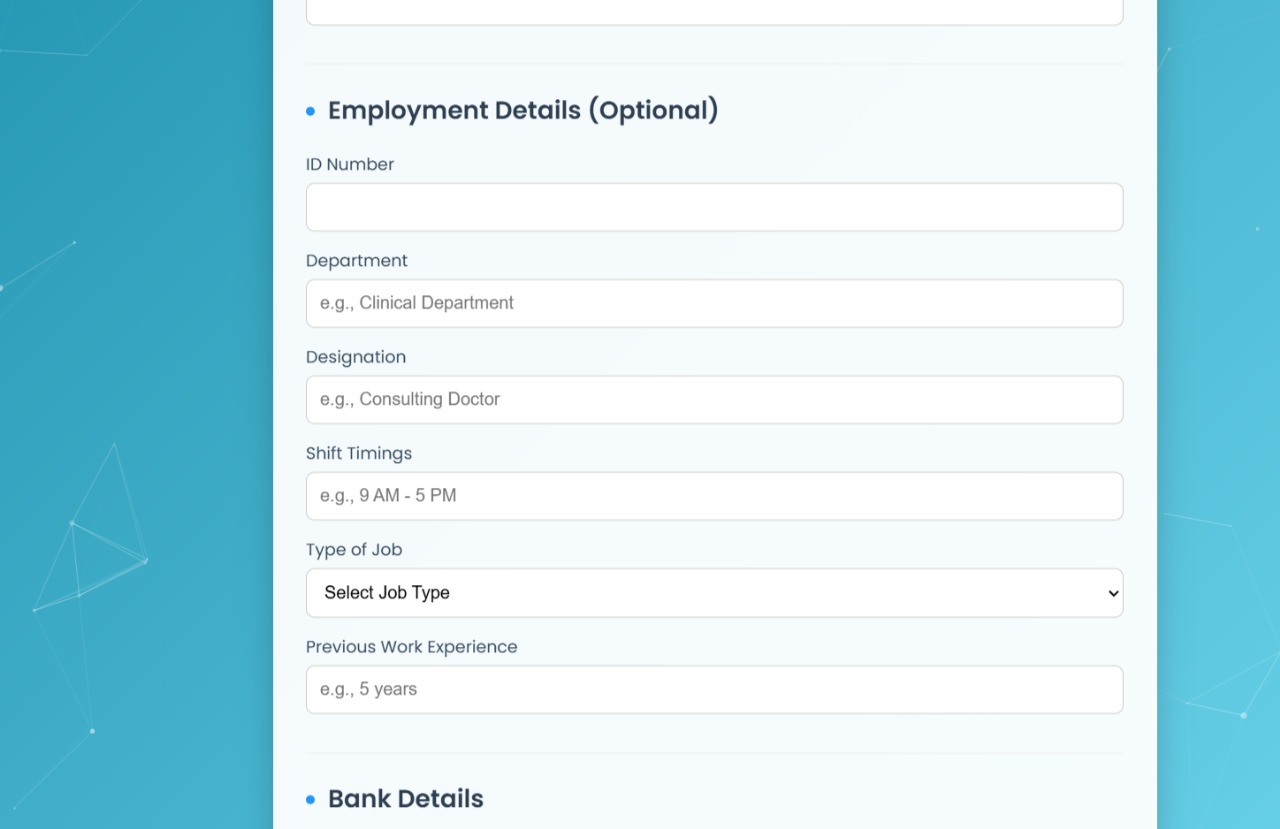 Employment Details (Optional)
ID Number
Department
e.g., Clinical Department
Designation
e.g., Consulting Doctor
Shift Timings
e.g., 9 AM - 5 PM
Type of Job
Select Job Type
Previous Work Experience
e.g., 5 years
Bank Details